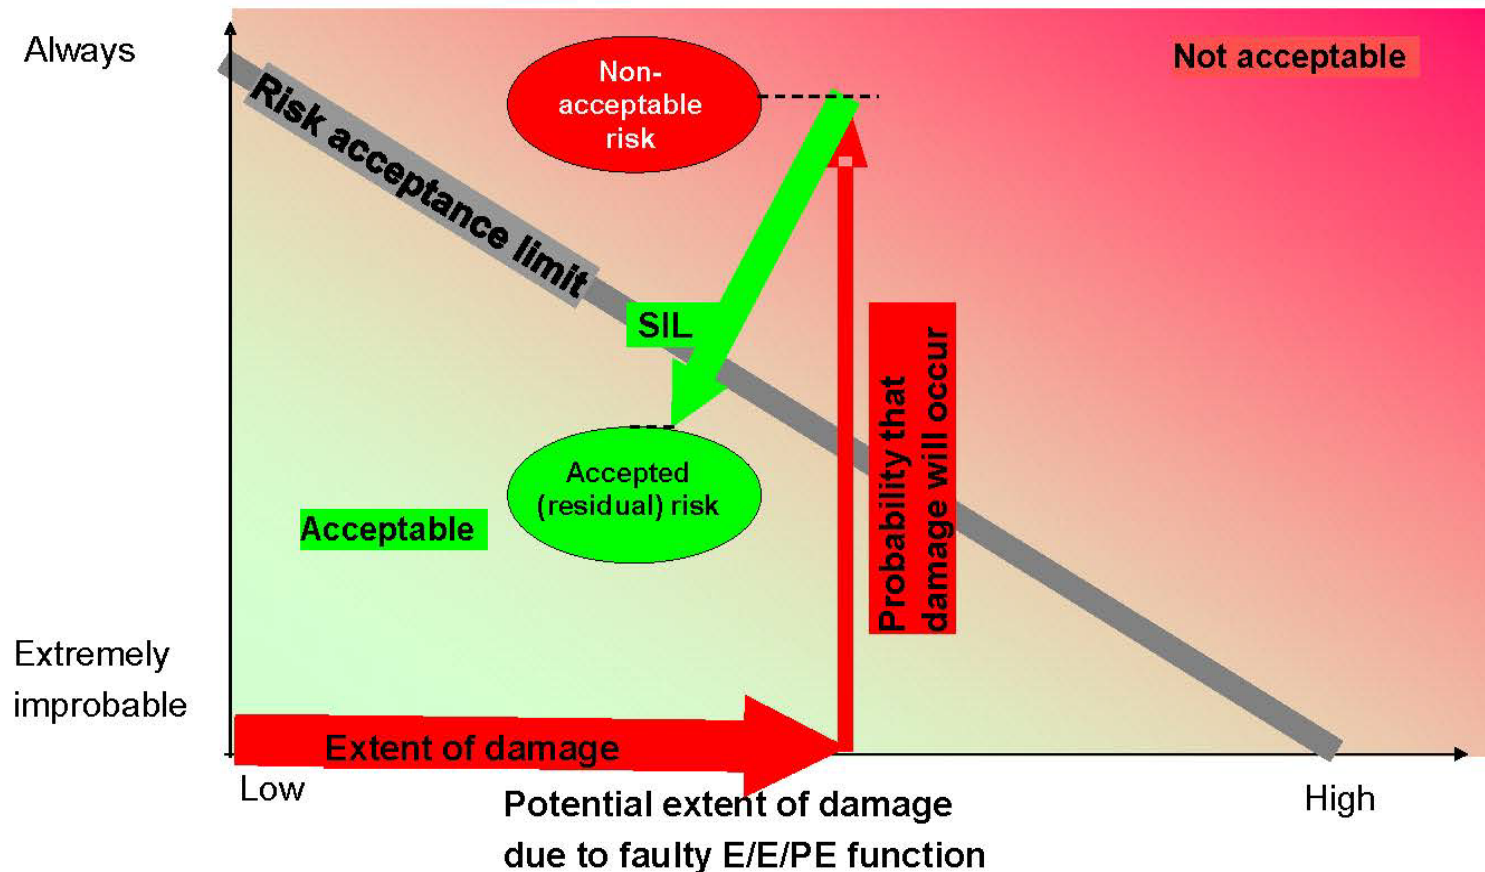 Always
Non-
acceptable
risk
Not acceptable
Risk acceptance limit
SIL
Probability that
damage will occur
Accepted
(residual) risk
Acceptable
Extremely
improbable
Extent of damage
Low
High
Potential extent of damage
due to faulty E/E/PE function